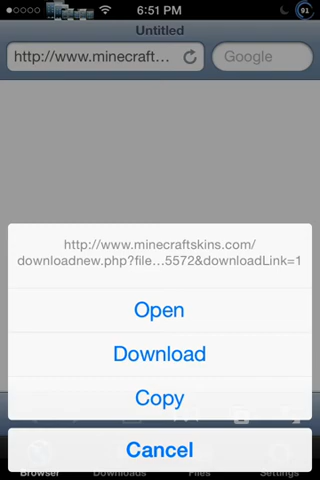 6:51 PM
91
Untitled
http://www.minecraft...
Google
http://www.minecraftskins.com/
downloadnew.php?file...5572&downloadLink=1
Open
Download
Copy
Cancel
Browser Downloads Files Settings